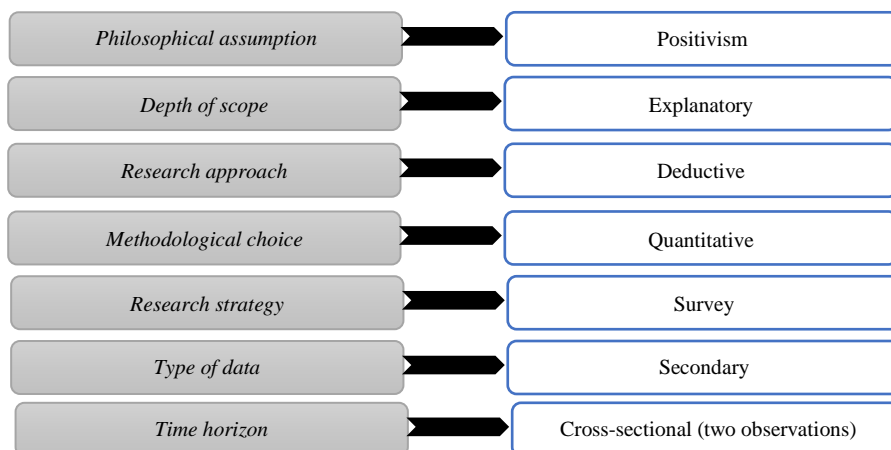 Philosophical assumption
Positivism
Depth of scope
Explanatory
Research approach
Deductive
Methodological choice
Quantitative
Research strategy
Survey
Type of data
Secondary
Time horizon
Cross-sectional (two observations)